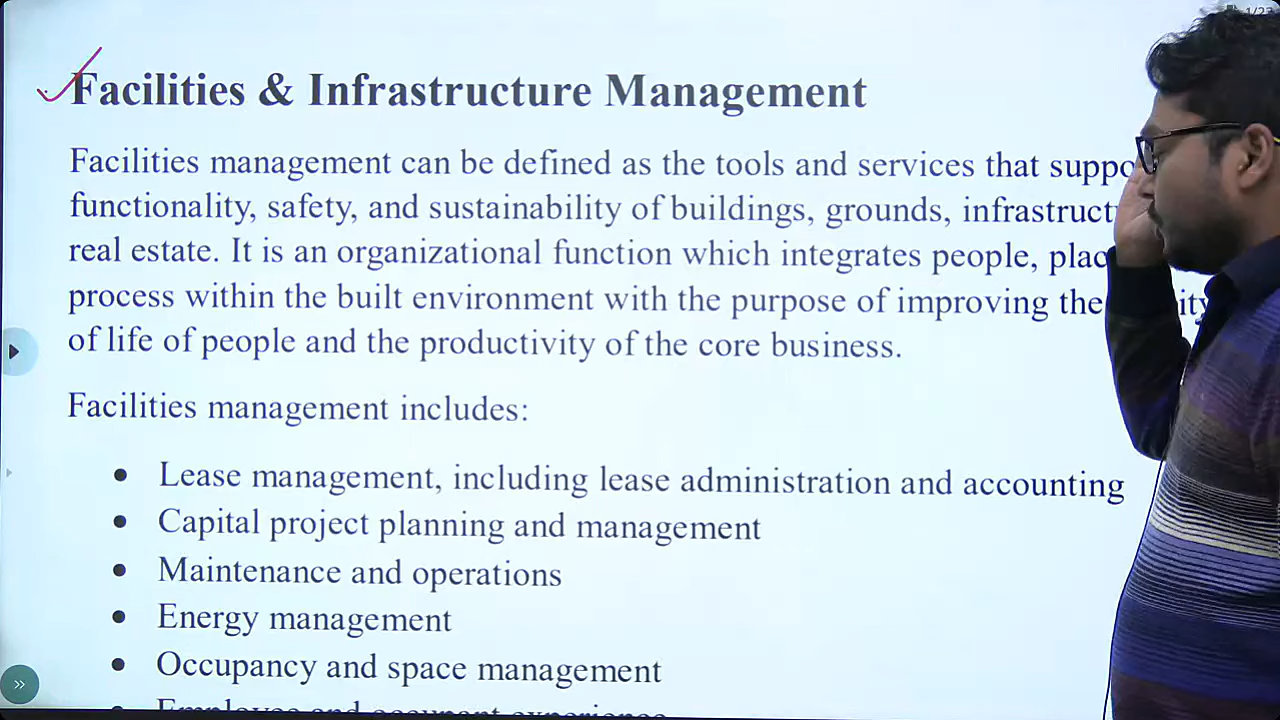 1/27
Facilities & Infrastructure Management
Facilities management can be defined as the tools and services that
functionality, safety, and sustainability of buildings, grounds,
real estate. It is an organizational function which integrates people,
process within the built environment with the purpose of improving the
of life of people and the productivity of the core business.
Facilities management includes:
• Lease management, including lease administration and accounting
• Capital project planning and management
• Maintenance and operations
• Energy management
• Occupancy and space management